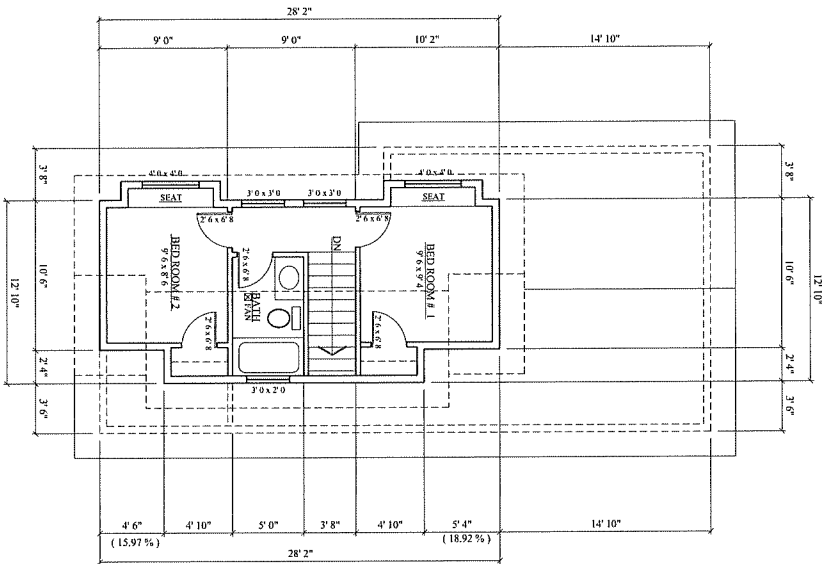 28' 2"
9' 0"
9' 0"
10' 2"
14' 10"
3' 8"
10' 6"
2' 4"
3' 6"
12' 10"
4'0 x 4'0
SEAT
3'0 x 3'0
3'0 x 3'0
4'0 x 4'0
SEAT
2'6 x 6'8
2'6 x 6'8
2'6 x 6'8
BED ROOM # 2
9' 6 x 8' 6
DN
BED ROOM # 1
9' 6 x 9' 4
BATH
FAN
2'6 x 6'8
2'6 x 6'8
3'0 x 2'0
3' 8"
10' 6"
2' 4"
3' 6"
12' 10"
4' 6"
4' 10"
5' 0"
3' 8"
4' 10"
5' 4"
14' 10"
( 15.97 % )
( 18.92 % )
28' 2"